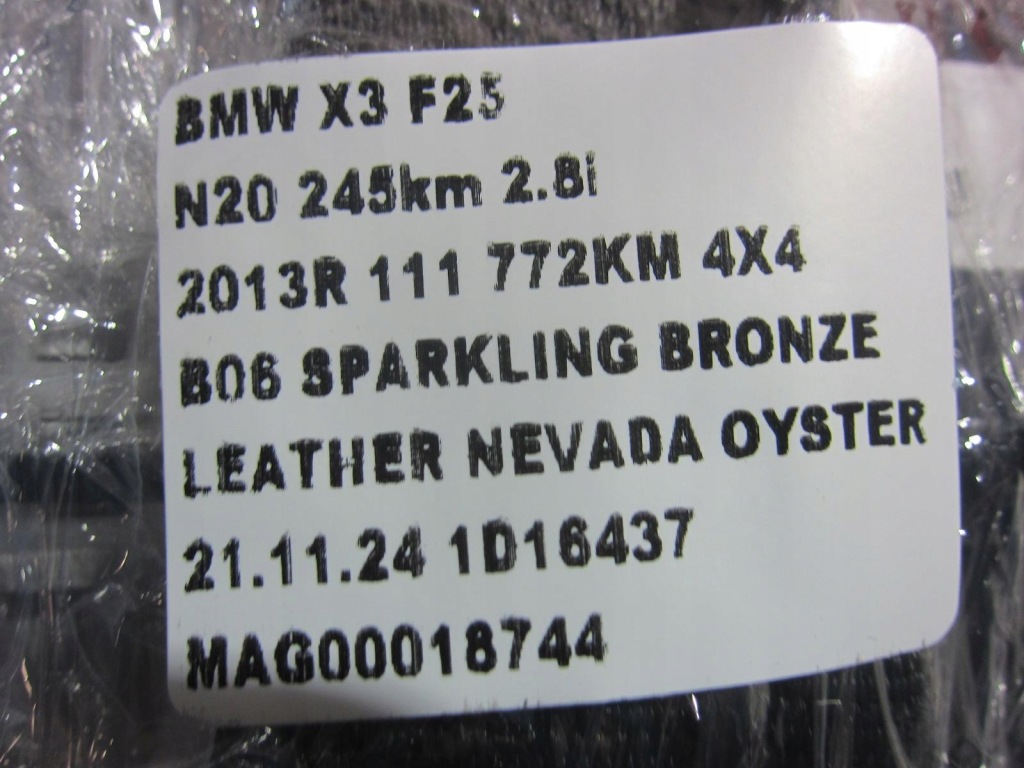 BMW X3 F25
N20 245km 2.8i
2013R 111 772KM 4X4
B06 SPARKLING BRONZE
LEATHER NEVADA OYSTER
21.11.24 1D16437
MAG00018744